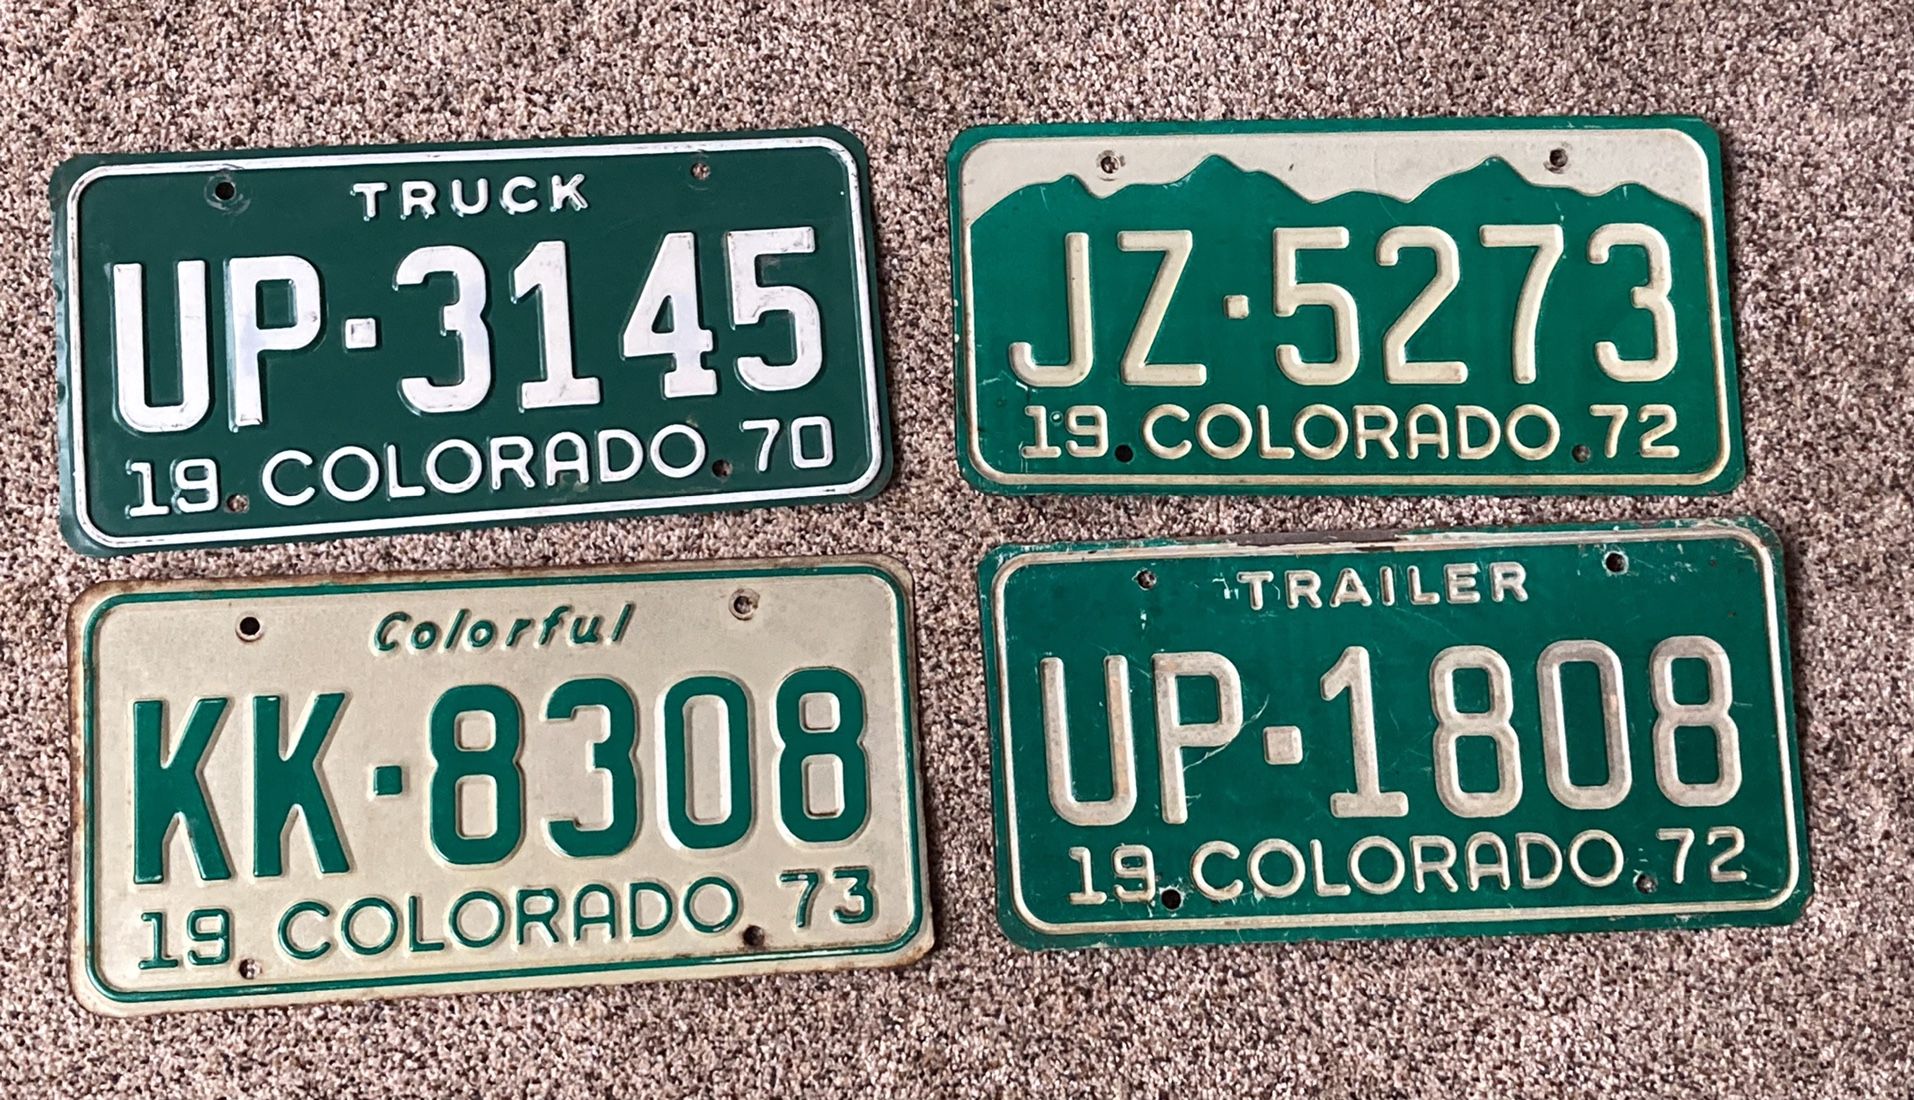 TRUCK
UP·3145
19 COLORADO 70
JZ·5273
19 COLORADO 72
Colorful
KK·8308
19 COLORADO 73
TRAILER
UP·1808
19 COLORADO 72